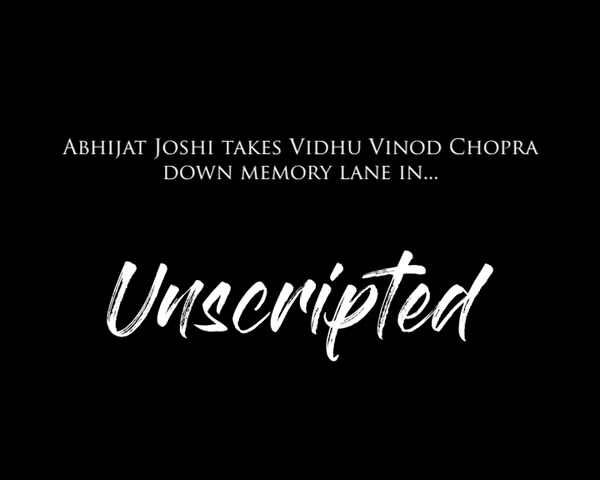 Abhijat Joshi takes Vidhu Vinod Chopra
down memory lane in...
Unscripted